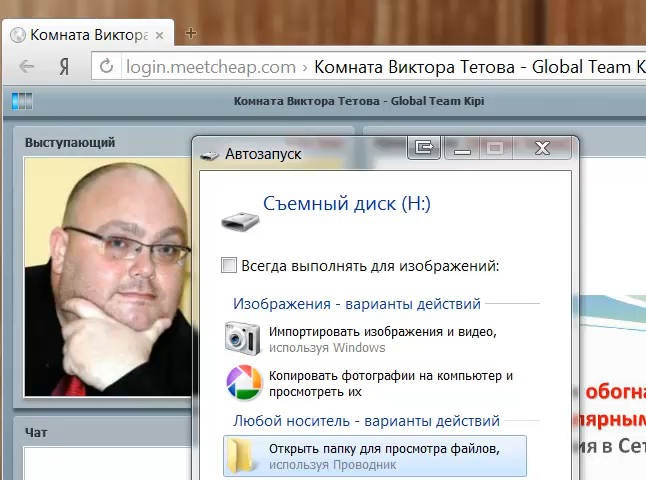 Комната Виктора
login.meetcheap.com › Комната Виктора Тетова - Global Team K
Комната Виктора Тетова - Global Team Kipi
Выступающий
Автозапуск
Съемный диск (H:)
Всегда выполнять для изображений:
Изображения - варианты действий
Импортировать изображения и видео,
используя Windows
Копировать фотографии на компьютер и
просмотреть их
Любой носитель - варианты действий
Открыть папку для просмотра файлов,
используя Проводник
Чат
обогна
лярным
ия в Сет